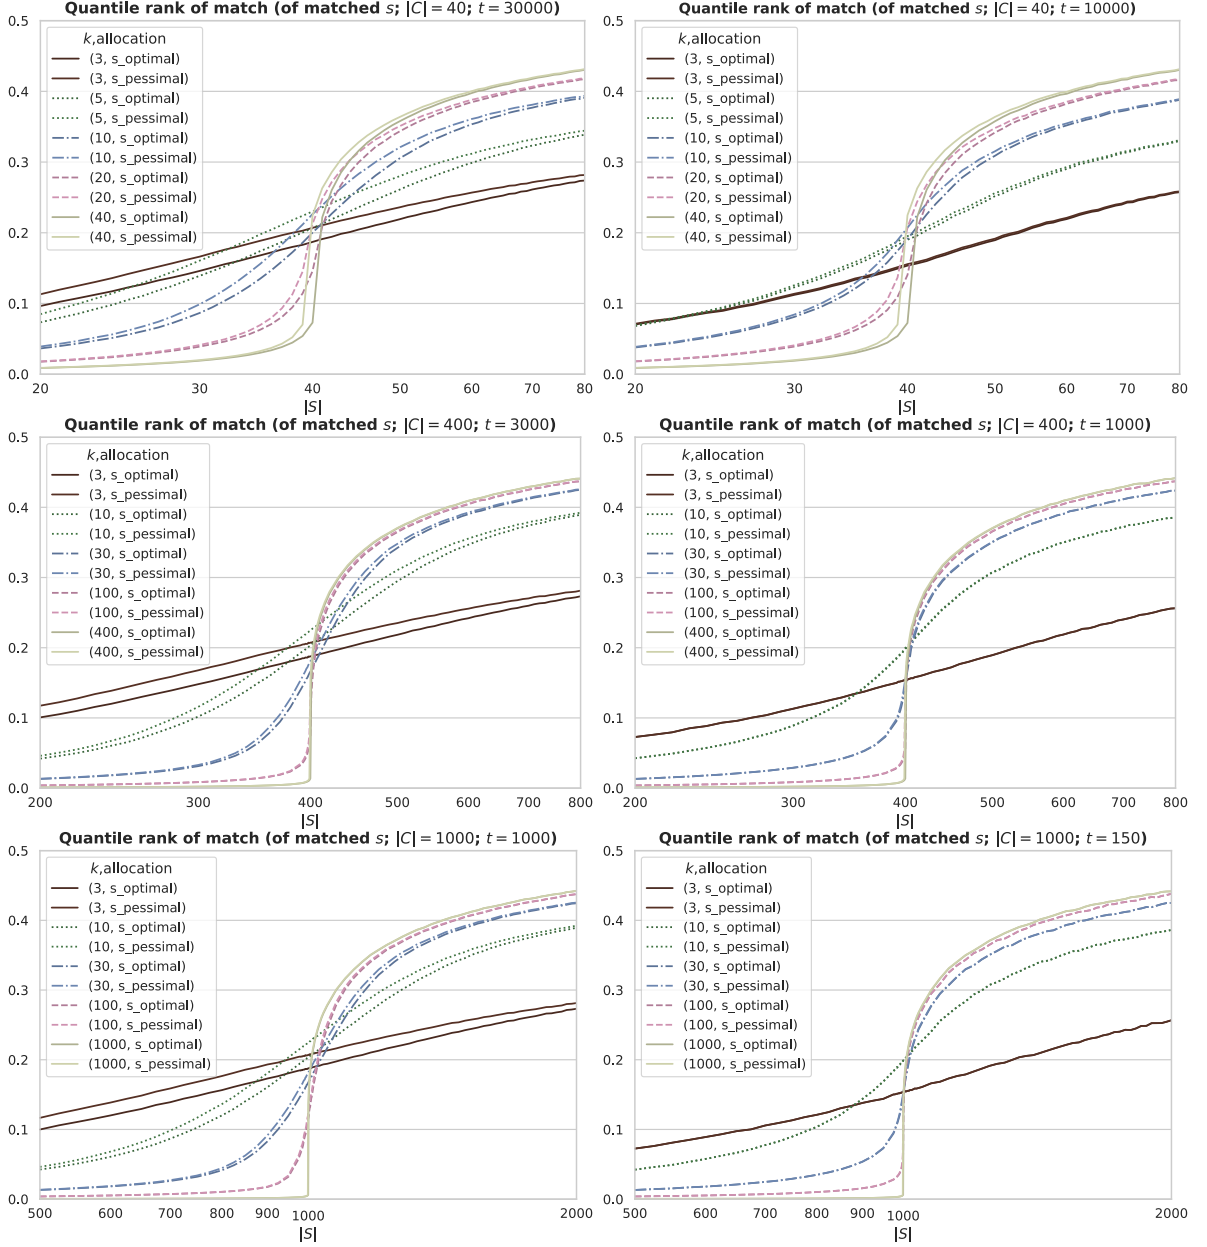 Quantile rank of match (of matched s; |C| = 40; t = 30000)
0.5
0.4
0.3
0.2
0.1
0.0
k,allocation
(3, s_optimal)
(3, s_pessimal)
(5, s_optimal)
(5, s_pessimal)
(10, s_optimal)
(10, s_pessimal)
(20, s_optimal)
(20, s_pessimal)
(40, s_optimal)
(40, s_pessimal)
20 30 40 50 60 70 80
|S|
Quantile rank of match (of matched s; |C| = 40; t = 10000)
0.5
0.4
0.3
0.2
0.1
0.0
k,allocation
(3, s_optimal)
(3, s_pessimal)
(5, s_optimal)
(5, s_pessimal)
(10, s_optimal)
(10, s_pessimal)
(20, s_optimal)
(20, s_pessimal)
(40, s_optimal)
(40, s_pessimal)
20 30 40 50 60 70 80
|S|
Quantile rank of match (of matched s; |C| = 400; t = 3000)
0.5
0.4
0.3
0.2
0.1
0.0
k,allocation
(3, s_optimal)
(3, s_pessimal)
(10, s_optimal)
(10, s_pessimal)
(30, s_optimal)
(30, s_pessimal)
(100, s_optimal)
(100, s_pessimal)
(400, s_optimal)
(400, s_pessimal)
200 300 400 500 600 700 800
|S|
Quantile rank of match (of matched s; |C| = 400; t = 1000)
0.5
0.4
0.3
0.2
0.1
0.0
k,allocation
(3, s_optimal)
(3, s_pessimal)
(10, s_optimal)
(10, s_pessimal)
(30, s_optimal)
(30, s_pessimal)
(100, s_optimal)
(100, s_pessimal)
(400, s_optimal)
(400, s_pessimal)
200 300 400 500 600 700 800
|S|
Quantile rank of match (of matched s; |C| = 1000; t = 1000)
0.5
0.4
0.3
0.2
0.1
0.0
k,allocation
(3, s_optimal)
(3, s_pessimal)
(10, s_optimal)
(10, s_pessimal)
(30, s_optimal)
(30, s_pessimal)
(100, s_optimal)
(100, s_pessimal)
(1000, s_optimal)
(1000, s_pessimal)
500 600 700 800 900 1000 2000
|S|
Quantile rank of match (of matched s; |C| = 1000; t = 150)
0.5
0.4
0.3
0.2
0.1
0.0
k,allocation
(3, s_optimal)
(3, s_pessimal)
(10, s_optimal)
(10, s_pessimal)
(30, s_optimal)
(30, s_pessimal)
(100, s_optimal)
(100, s_pessimal)
(1000, s_optimal)
(1000, s_pessimal)
500 600 700 800 900 1000 2000
|S|